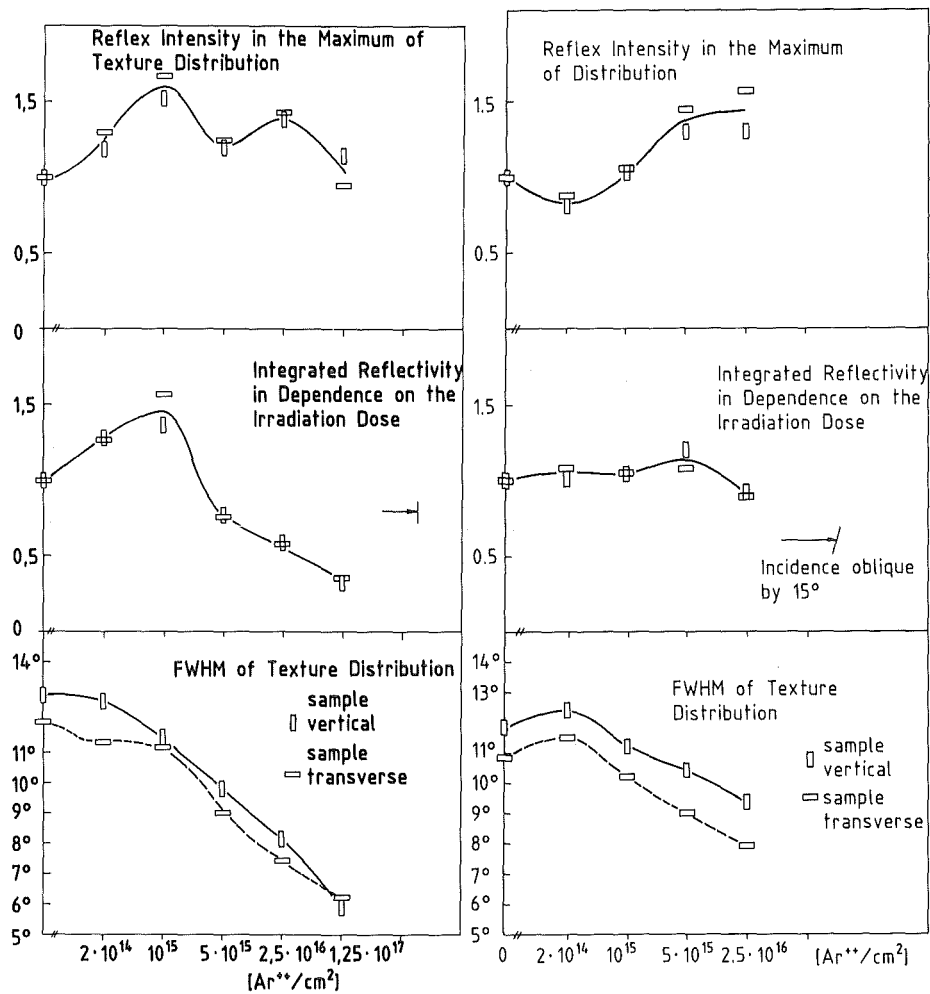 Reflex Intensity in the Maximum of
Texture Distribution
1,5
0,5
0
Integrated Reflectivity
in Dependence on the
Irradiation Dose
1,5
0,5
0
FWHM of Texture Distribution
sample
vertical
sample
transverse
14°
11°
10°
9°
8°
7°
6°
5°
2·10¹⁴
10¹⁵
5·10¹⁵
2,5·10¹⁶
1,25·10¹⁷
(Ar⁺⁺/cm²)
Reflex Intensity in the Maximum
of Distribution
1.5
0.5
Integrated Reflectivity
in Dependence on the
Irradiation Dose
1.5
0.5
Incidence oblique
by 15°
FWHM of Texture
Distribution
sample
vertical
sample
transverse
14°
13°
11°
10°
9°
8°
7°
6°
5°
0
2·10¹⁴
10¹⁵
5·10¹⁵
2.5·10¹⁶
(Ar⁺⁺/cm²)